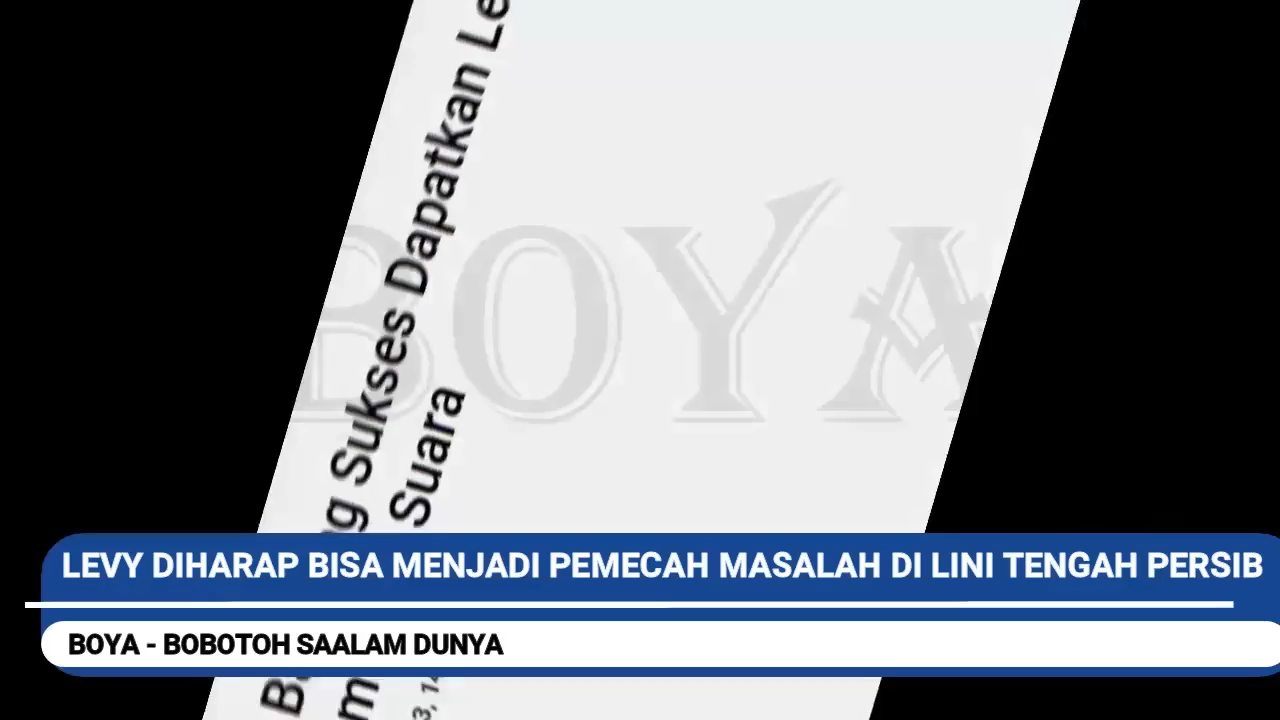 Sukses Dapatkan Le
Suara
BOYA
LEVY DIHARAP BISA MENJADI PEMECAH MASALAH DI LINI TENGAH PERSIB
BOYA - BOBOTOH SAALAM DUNYA